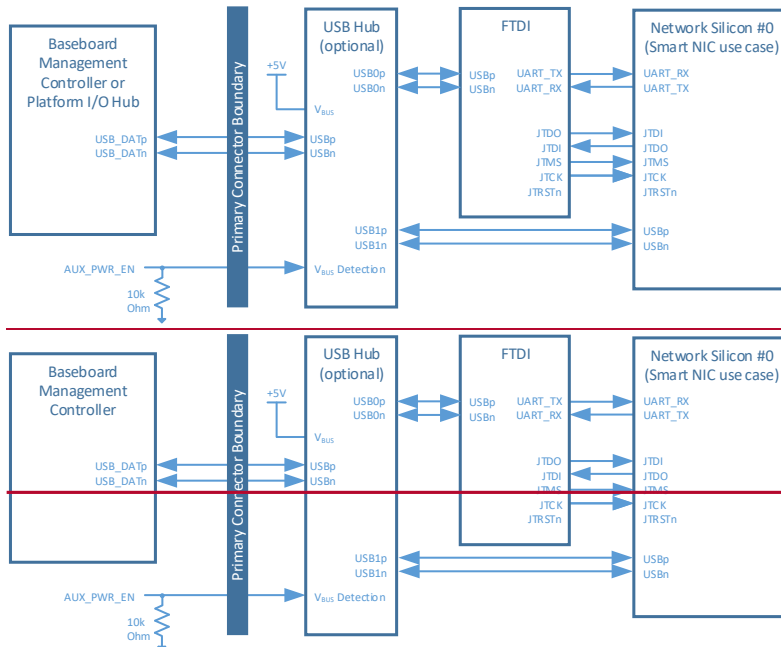 Baseboard
Management
Controller or
Platform I/O Hub
USB_DATp
USB_DATn
AUX_PWR_EN
10k
Ohm
Primary Connector Boundary
+5V
USB Hub
(optional)
USB0p
USB0n
VBUS
USBp
USBn
USB1p
USB1n
VBUS Detection
FTDI
USBp
USBn
UART_TX
UART_RX
JTDO
JTDI
JTMS
JTCK
JTRSTn
Network Silicon #0
(Smart NIC use case)
UART_RX
UART_TX
JTDI
JTDO
JTMS
JTCK
JTRSTn
USBp
USBn
Baseboard
Management
Controller
USB_DATp
USB_DATn
AUX_PWR_EN
10k
Ohm
Primary Connector Boundary
+5V
USB Hub
(optional)
USB0p
USB0n
VBUS
USBp
USBn
USB1p
USB1n
VBUS Detection
FTDI
USBp
USBn
UART_TX
UART_RX
JTDO
JTDI
JTMS
JTCK
JTRSTn
Network Silicon #0
(Smart NIC use case)
UART_RX
UART_TX
JTDI
JTDO
JTMS
JTCK
JTRSTn
USBp
USBn